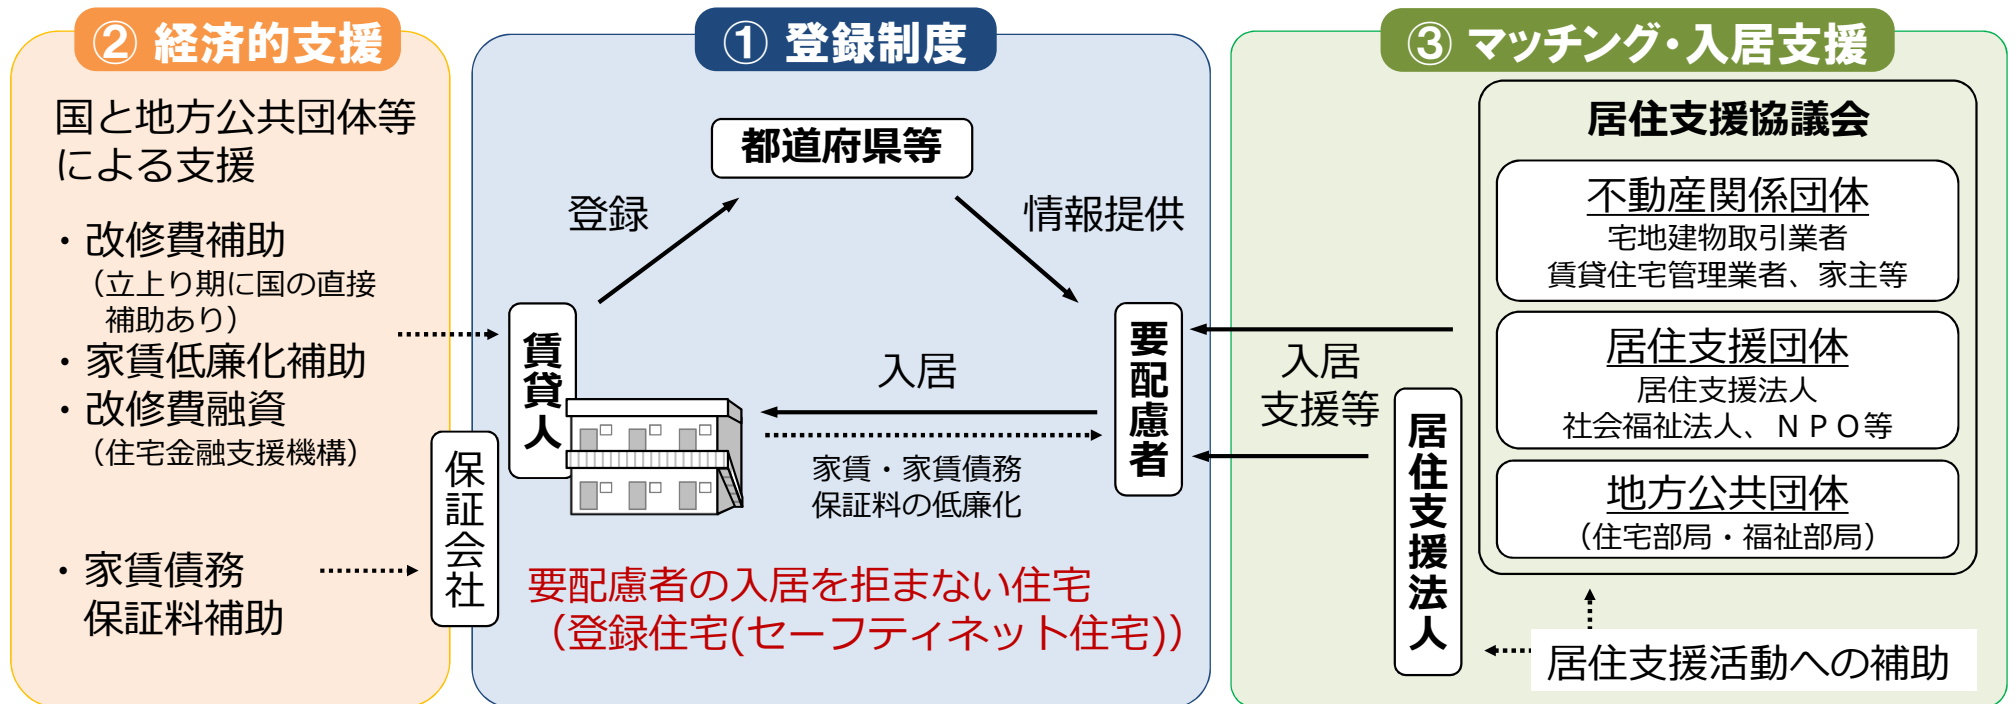 ② 経済的支援
国と地方公共団体等
による支援
・改修費補助
（立上り期に国の直接
補助あり）
・家賃低廉化補助
・改修費融資
（住宅金融支援機構）
・家賃債務
保証料補助
保証会社
① 登録制度
都道府県等
登録
情報提供
賃貸人
要配慮者
入居
家賃・家賃債務
保証料の低廉化
要配慮者の入居を拒まない住宅
（登録住宅(セーフティネット住宅)）
③ マッチング・入居支援
入居
支援等
居住支援法人
居住支援協議会
不動産関係団体
宅地建物取引業者
賃貸住宅管理業者、家主等
居住支援団体
居住支援法人
社会福祉法人、ＮＰＯ等
地方公共団体
（住宅部局・福祉部局）
居住支援活動への補助